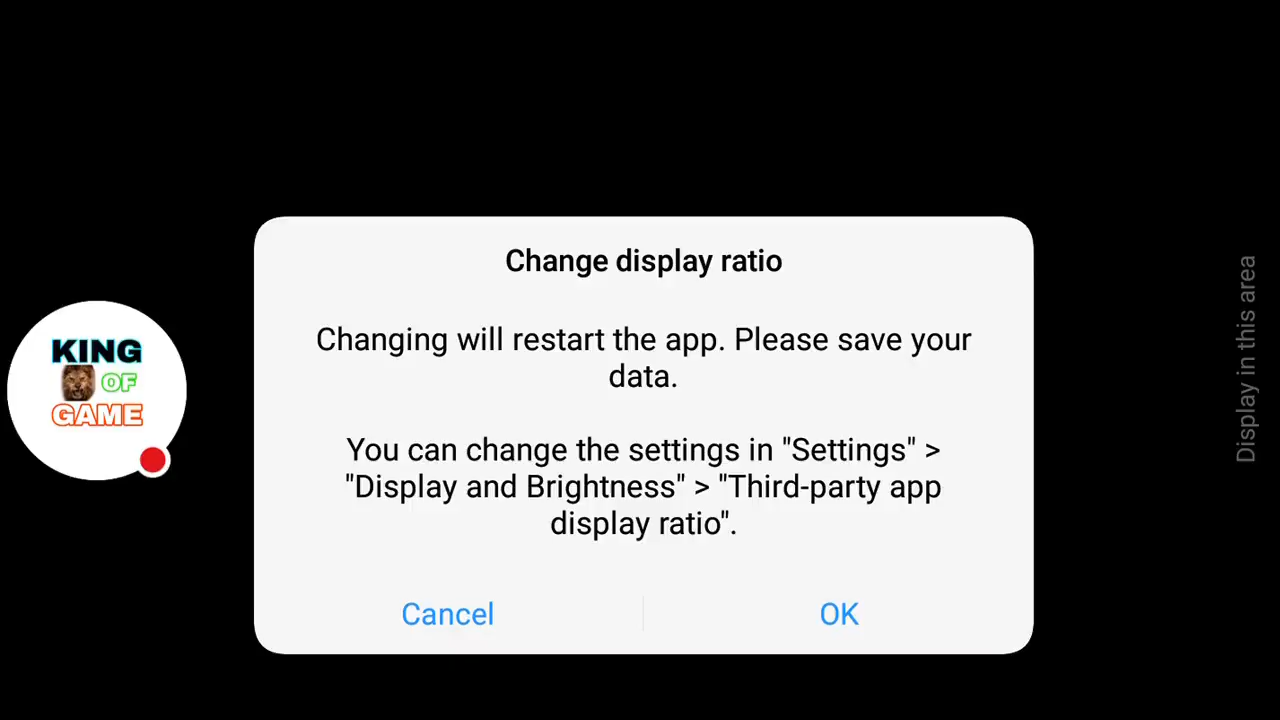 Change display ratio
Changing will restart the app. Please save your
data.
You can change the settings in "Settings" >
"Display and Brightness" > "Third-party app
display ratio".
Cancel
OK
KING
OF
GAME
Display in this area